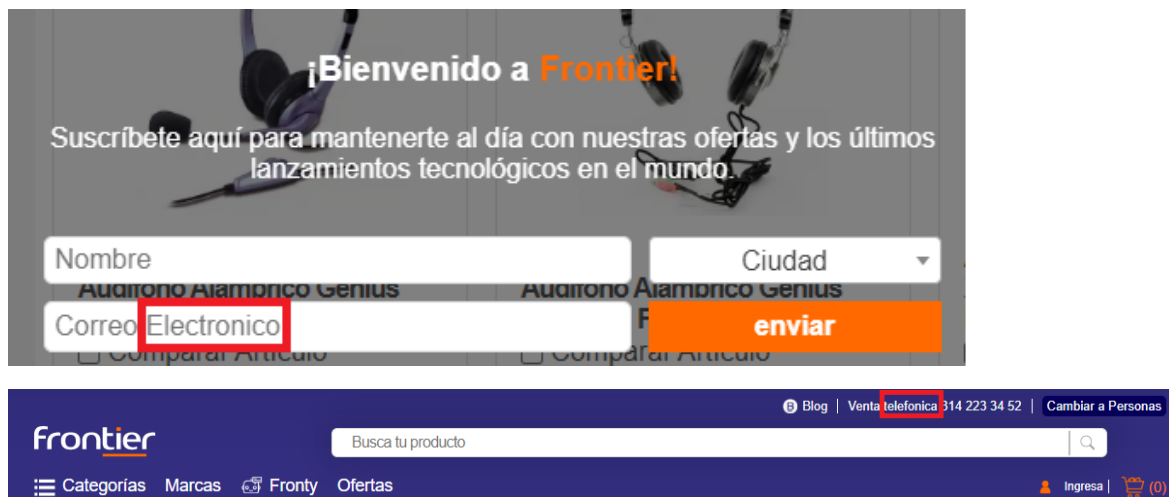 ¡Bienvenido a Frontier!
Suscríbete aquí para mantenerte al día con nuestras ofertas y los últimos
lanzamientos tecnológicos en el mundo.
Nombre
Ciudad
Audífono Alámbrico Genius
Audífono Alámbrico Genius
Correo Electronico
enviar
Comparar Artículo
Comparar Artículo
B Blog | Venta telefonica 314 223 34 52 | Cambiar a Personas
frontier
Busca tu producto
Categorías Marcas Fronty Ofertas
Ingresa | (0)